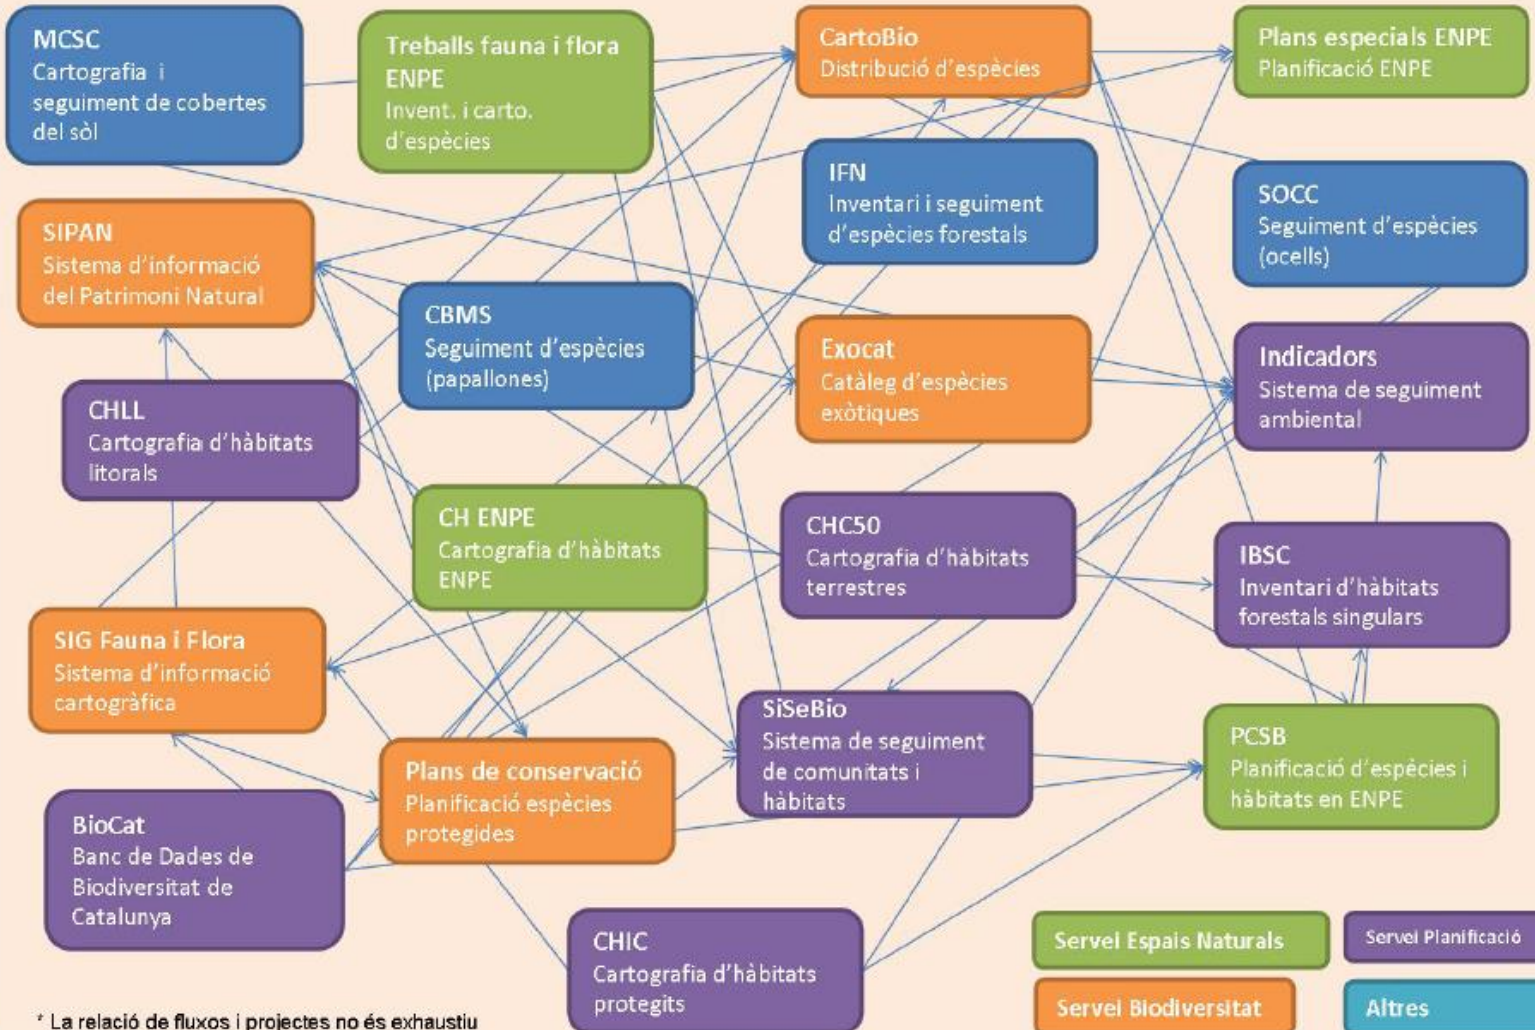 MCSC
Cartografia i
seguiment de cobertes
del sòl
Treballs fauna i flora
ENPE
Invent. i carto.
d'espècies
CartoBio
Distribució d'espècies
Plans especials ENPE
Planificació ENPE
IFN
Inventari i seguiment
d'espècies forestals
SOCC
Seguiment d'espècies
(ocells)
SIPAN
Sistema d'informació
del Patrimoni Natural
CBMS
Seguiment d'espècies
(papallones)
Exocat
Catàleg d'espècies
exòtiques
Indicadors
Sistema de seguiment
ambiental
CHLL
Cartografia d'hàbitats
litorals
CH ENPE
Cartografia d'hàbitats
ENPE
CHC50
Cartografia d'hàbitats
terrestres
IBSC
Inventari d'hàbitats
forestals singulars
SIG Fauna i Flora
Sistema d'informació
cartogràfica
Plans de conservació
Planificació espècies
protegides
SiSeBio
Sistema de seguiment
de comunitats i
hàbitats
PCSB
Planificació d'espècies i
hàbitats en ENPE
BioCat
Banc de Dades de
Biodiversitat de
Catalunya
CHIC
Cartografia d'hàbitats
protegits
Servei Espais Naturals
Servei Planificació
Servei Biodiversitat
Altres
* La relació de fluxos i projectes no és exhaustiu